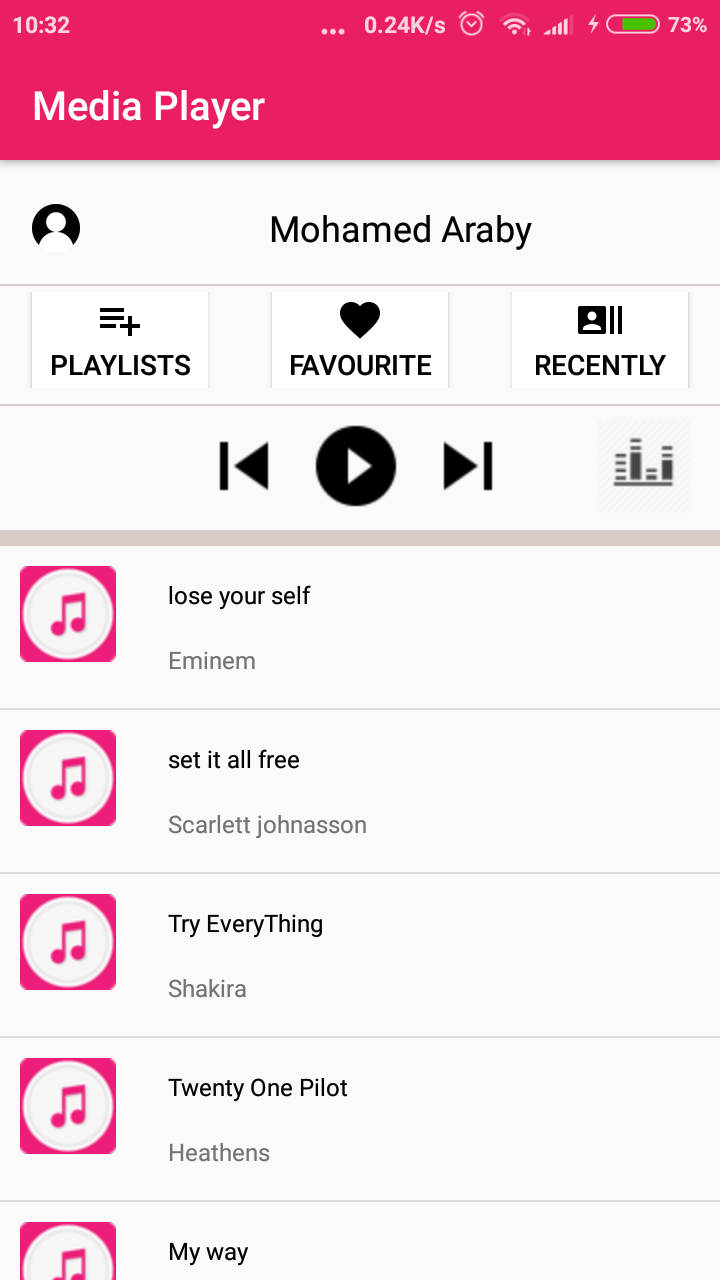 10:32 ... 0.24K/s 73%
Media Player
Mohamed Araby
PLAYLISTS FAVOURITE RECENTLY
lose your self
Eminem
set it all free
Scarlett johnasson
Try EveryThing
Shakira
Twenty One Pilot
Heathens
My way